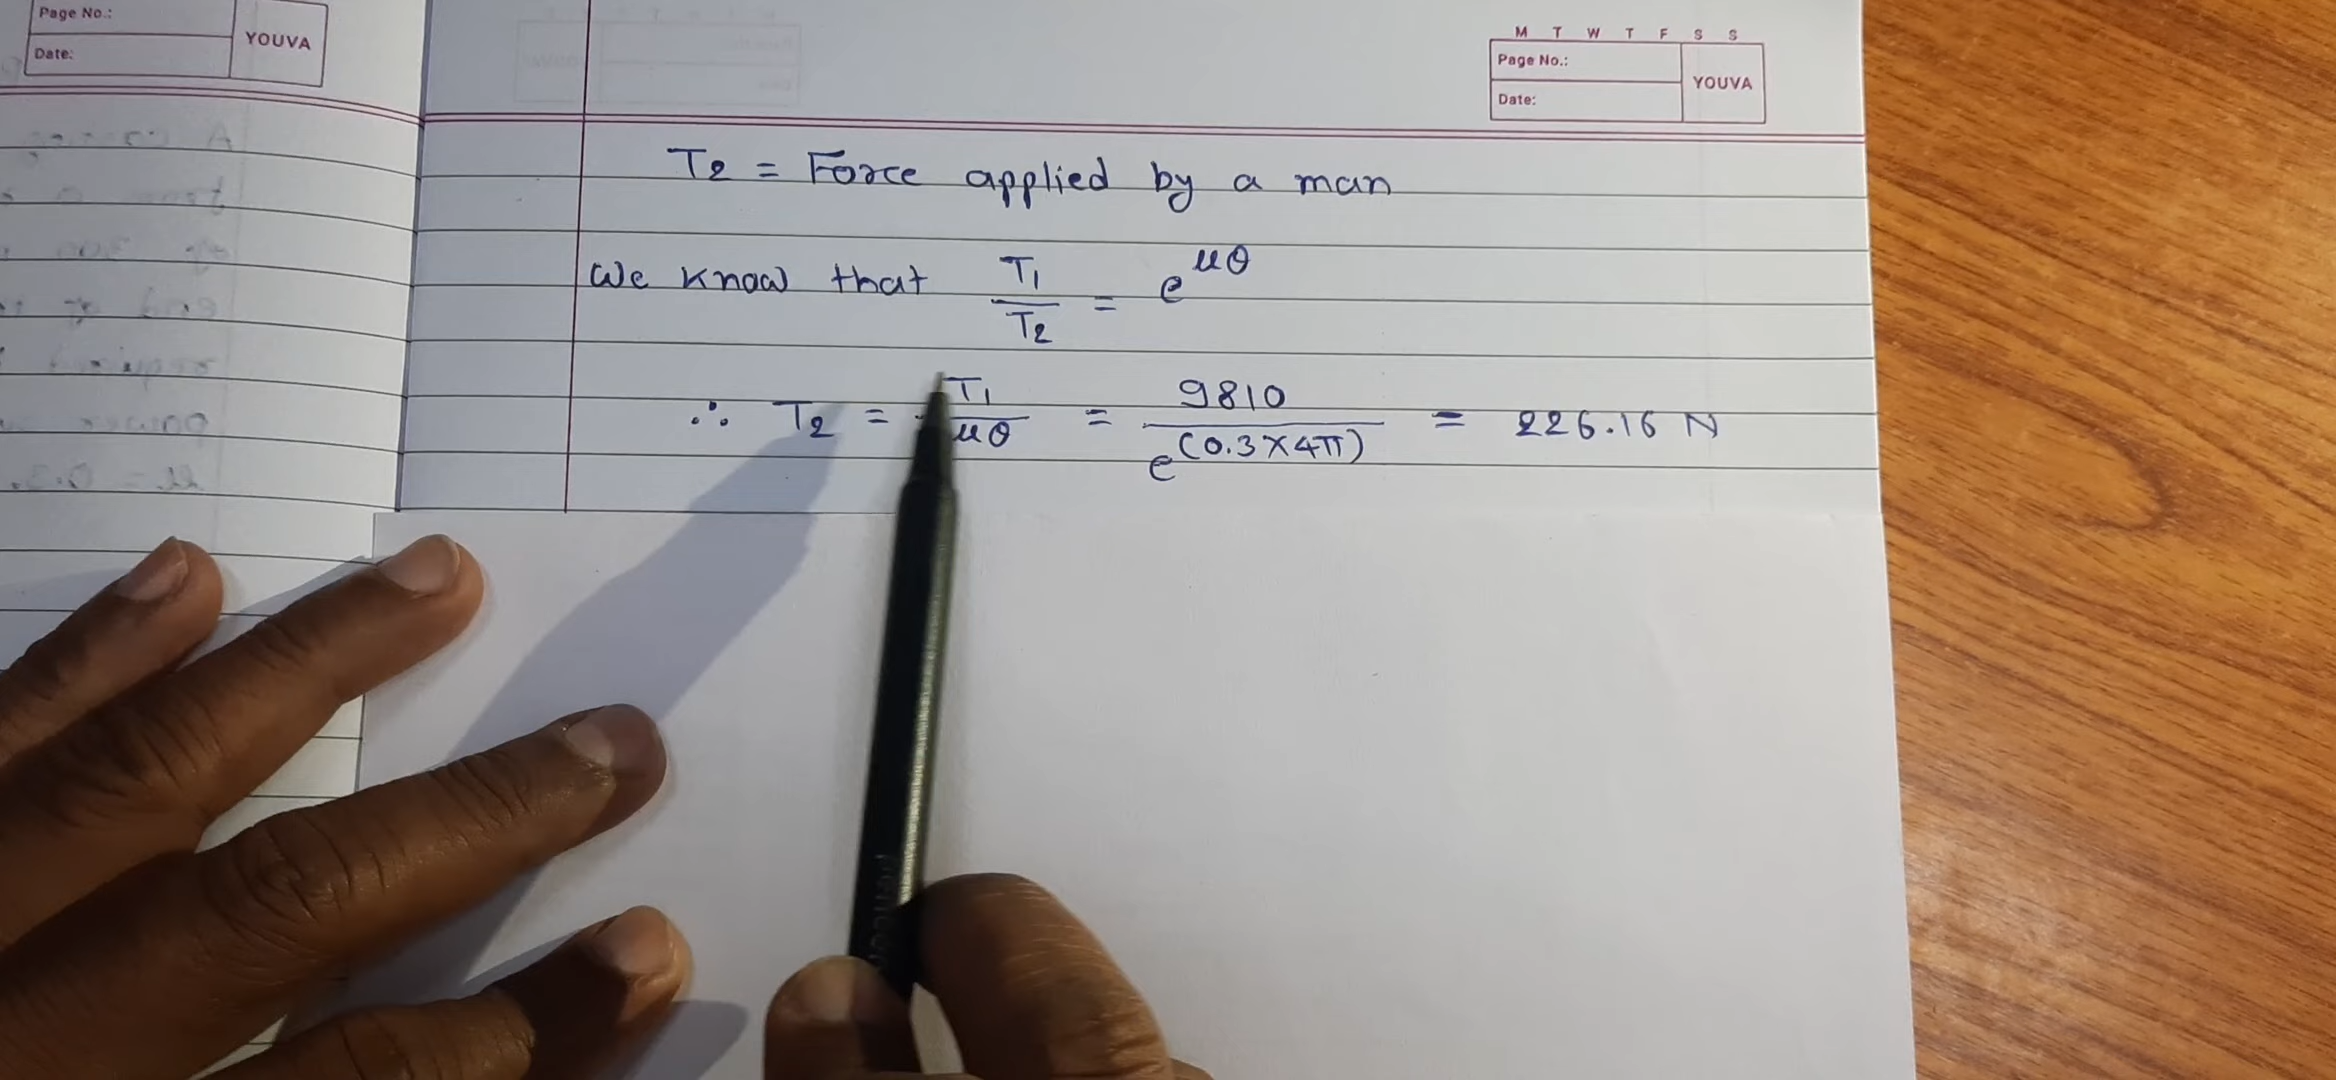 Page No.:
Date:
YOUVA
M T W T F S S
Page No.:
Date:
YOUVA
T2 = Force applied by a man
We know that T1/T2 = e^μθ
∴ T2 = T1/μθ = 9810/e^(0.3×4π) = 226.16 N